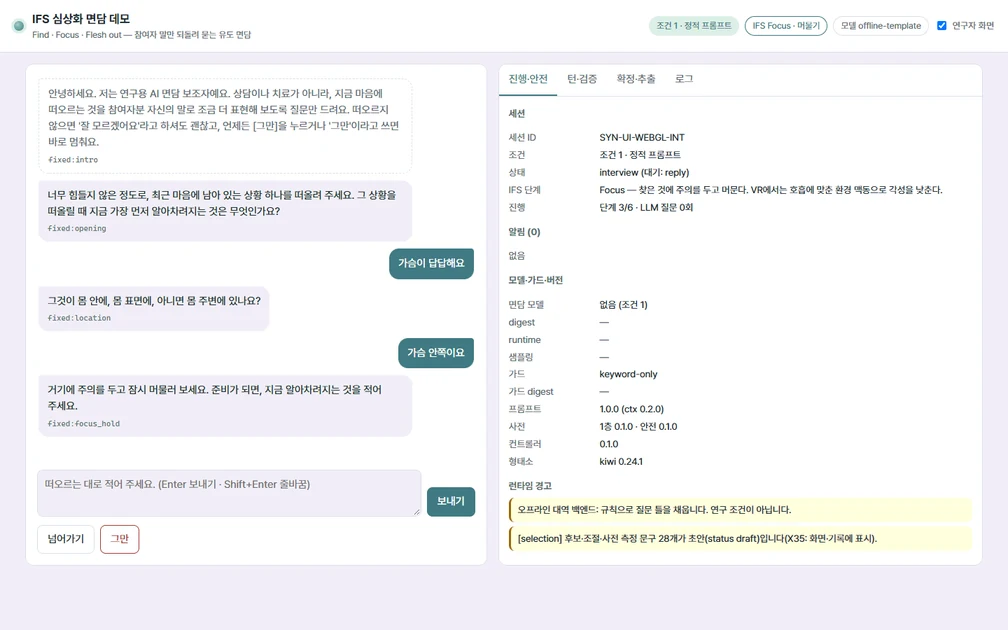 IFS 심상화 면담 데모
Find · Focus · Flesh out — 참여자 말만 되돌려 묻는 유도 면담
조건 1 · 정적 프롬프트
IFS Focus · 머물기
모델 offline-template
연구자 화면
안녕하세요. 저는 연구용 AI 면담 보조자예요. 상담이나 치료가 아니라, 지금 마음에
떠오르는 것을 참여자분 자신의 말로 조금 더 표현해 보도록 질문만 드려요. 떠오르지
않으면 '잘 모르겠어요'라고 하셔도 괜찮고, 언제든 [그만]을 누르거나 '그만'이라고 쓰면
바로 멈춰요.
fixed:intro
너무 힘들지 않은 정도로, 최근 마음에 남아 있는 상황 하나를 떠올려 주세요. 그 상황을
떠올릴 때 지금 가장 먼저 알아차려지는 것은 무엇인가요?
fixed:opening
가슴이 답답해요
그것이 몸 안에, 몸 표면에, 아니면 몸 주변에 있나요?
fixed:location
가슴 안쪽이요
거기에 주의를 두고 잠시 머물러 보세요. 준비가 되면, 지금 알아차려지는 것을 적어
주세요.
fixed:focus_hold
떠오르는 대로 적어 주세요. (Enter 보내기 · Shift+Enter 줄바꿈)
보내기
넘어가기
그만
진행·안전
턴·검증
확정·추출
로그
세션
세션 ID SYN-UI-WEBGL-INT
조건 조건 1 · 정적 프롬프트
상태 interview (대기: reply)
IFS 단계 Focus — 찾은 것에 주의를 두고 머문다. VR에서는 호흡에 맞춘 환경 맥동으로 각성을 낮춘다.
진행 단계 3/6 · LLM 질문 0회
알림 (0)
없음
모델·가드·버전
면담 모델 없음 (조건 1)
digest —
runtime —
샘플링 —
가드 keyword-only
가드 digest —
프롬프트 1.0.0 (ctx 0.2.0)
사전 1층 0.1.0 · 안전 0.1.0
컨트롤러 0.1.0
형태소 kiwi 0.24.1
런타임 경고
오프라인 대역 백엔드: 규칙으로 질문 틀을 채웁니다. 연구 조건이 아닙니다.
[selection] 후보·조절·사전 측정 문구 28개가 초안(status draft)입니다(X35: 화면·기록에 표시).